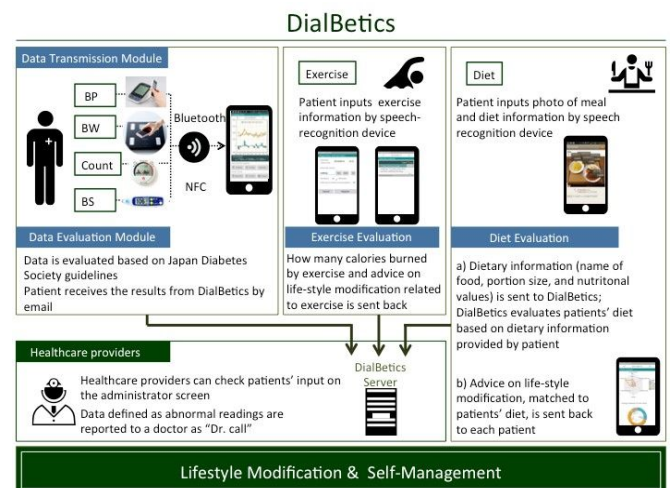 DialBetics
Data Transmission Module
BP
BW
Count
BS
Bluetooth
NFC
Data Evaluation Module
Data is evaluated based on Japan Diabetes
Society guidelines
Patient receives the results from DialBetics by
email
Exercise
Patient inputs exercise
information by speech-
recognition device
Exercise Evaluation
How many calories burned
by exercise and advice on
life-style modification related
to exercise is sent back
Diet
Patient inputs photo of meal
and diet information by speech
recognition device
Diet Evaluation
a) Dietary information (name of
food, portion size, and nutritonal
values) is sent to DialBetics;
DialBetics evaluates patients' diet
based on dietary information
provided by patient
b) Advice on life-style
modification, matched to
patients' diet, is sent back
to each patient
Healthcare providers
Healthcare providers can check patients' input on
the administrator screen
Data defined as abnormal readings are
reported to a doctor as "Dr. call"
DialBetics
Server
Lifestyle Modification & Self-Management